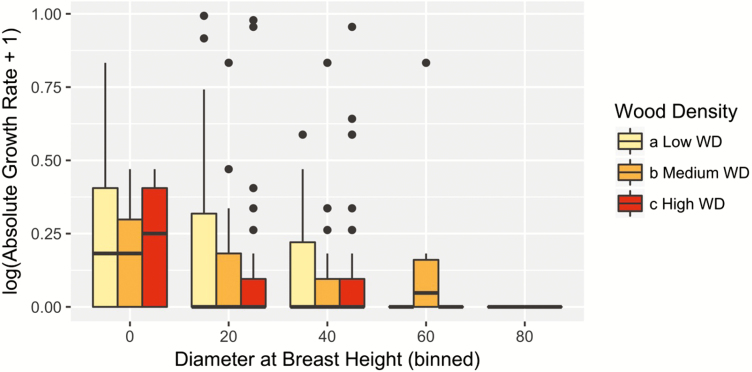 log(Absolute Growth Rate + 1)
1.00
0.75
0.50
0.25
0.00
0 20 40 60 80
Diameter at Breast Height (binned)
Wood Density
a Low WD
b Medium WD
c High WD